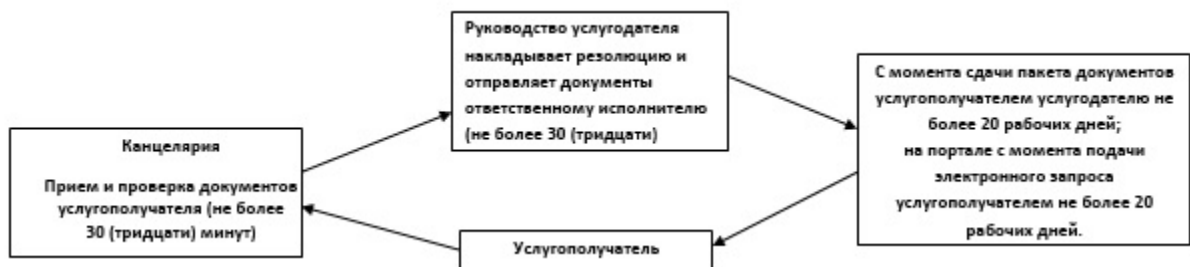 Канцелярия
Прием и проверка документов
услугополучателя (не более
30 (тридцати) минут)
Руководство услугодателя
накладывает резолюцию и
отправляет документы
ответственному исполнителю
(не более 30 (тридцати)
С момента сдачи пакета документов
услугополучателем услугодателю не
более 20 рабочих дней;
на портале с момента подачи
электронного запроса
услугополучателем не более 20
рабочих дней.
Услугополучатель